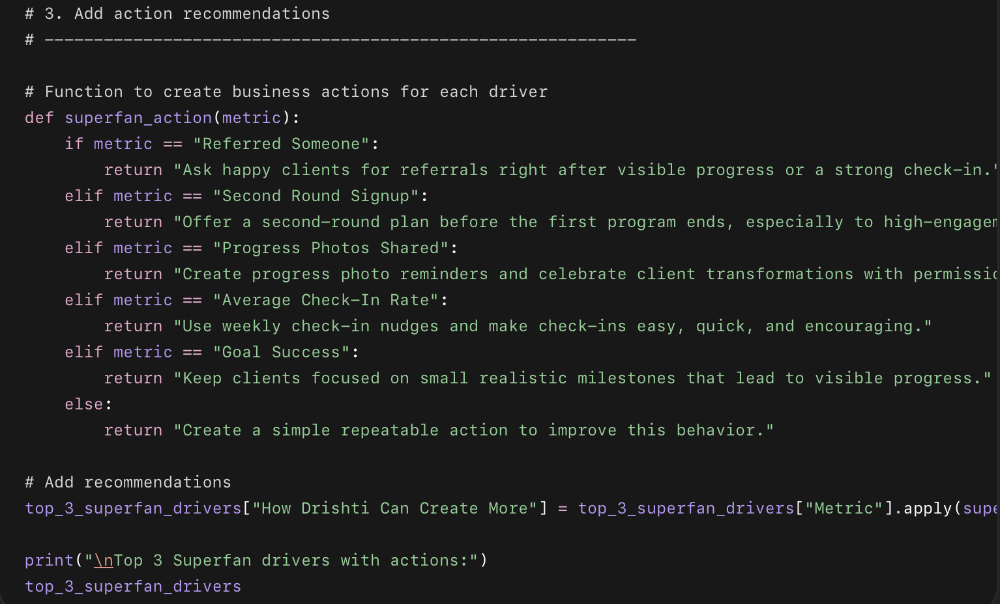 # 3. Add action recommendations
# ------------------------------------------------------------
# Function to create business actions for each driver
def superfan_action(metric):
    if metric == "Referred Someone":
        return "Ask happy clients for referrals right after visible progress or a strong check-in."
    elif metric == "Second Round Signup":
        return "Offer a second-round plan before the first program ends, especially to
    elif metric == "Progress Photos Shared":
        return "Create progress photo reminders and celebrate client transformations with
    elif metric == "Average Check-In Rate":
        return "Use weekly check-in nudges and make check-ins easy, quick, and encouraging."
    elif metric == "Goal Success":
        return "Keep clients focused on small realistic milestones that lead to visible progress."
    else:
        return "Create a simple repeatable action to improve this behavior."
# Add recommendations
top_3_superfan_drivers["How Drishti Can Create More"] = top_3_superfan_drivers["Metric"].apply(
print("\nTop 3 Superfan drivers with actions:")
top_3_superfan_drivers